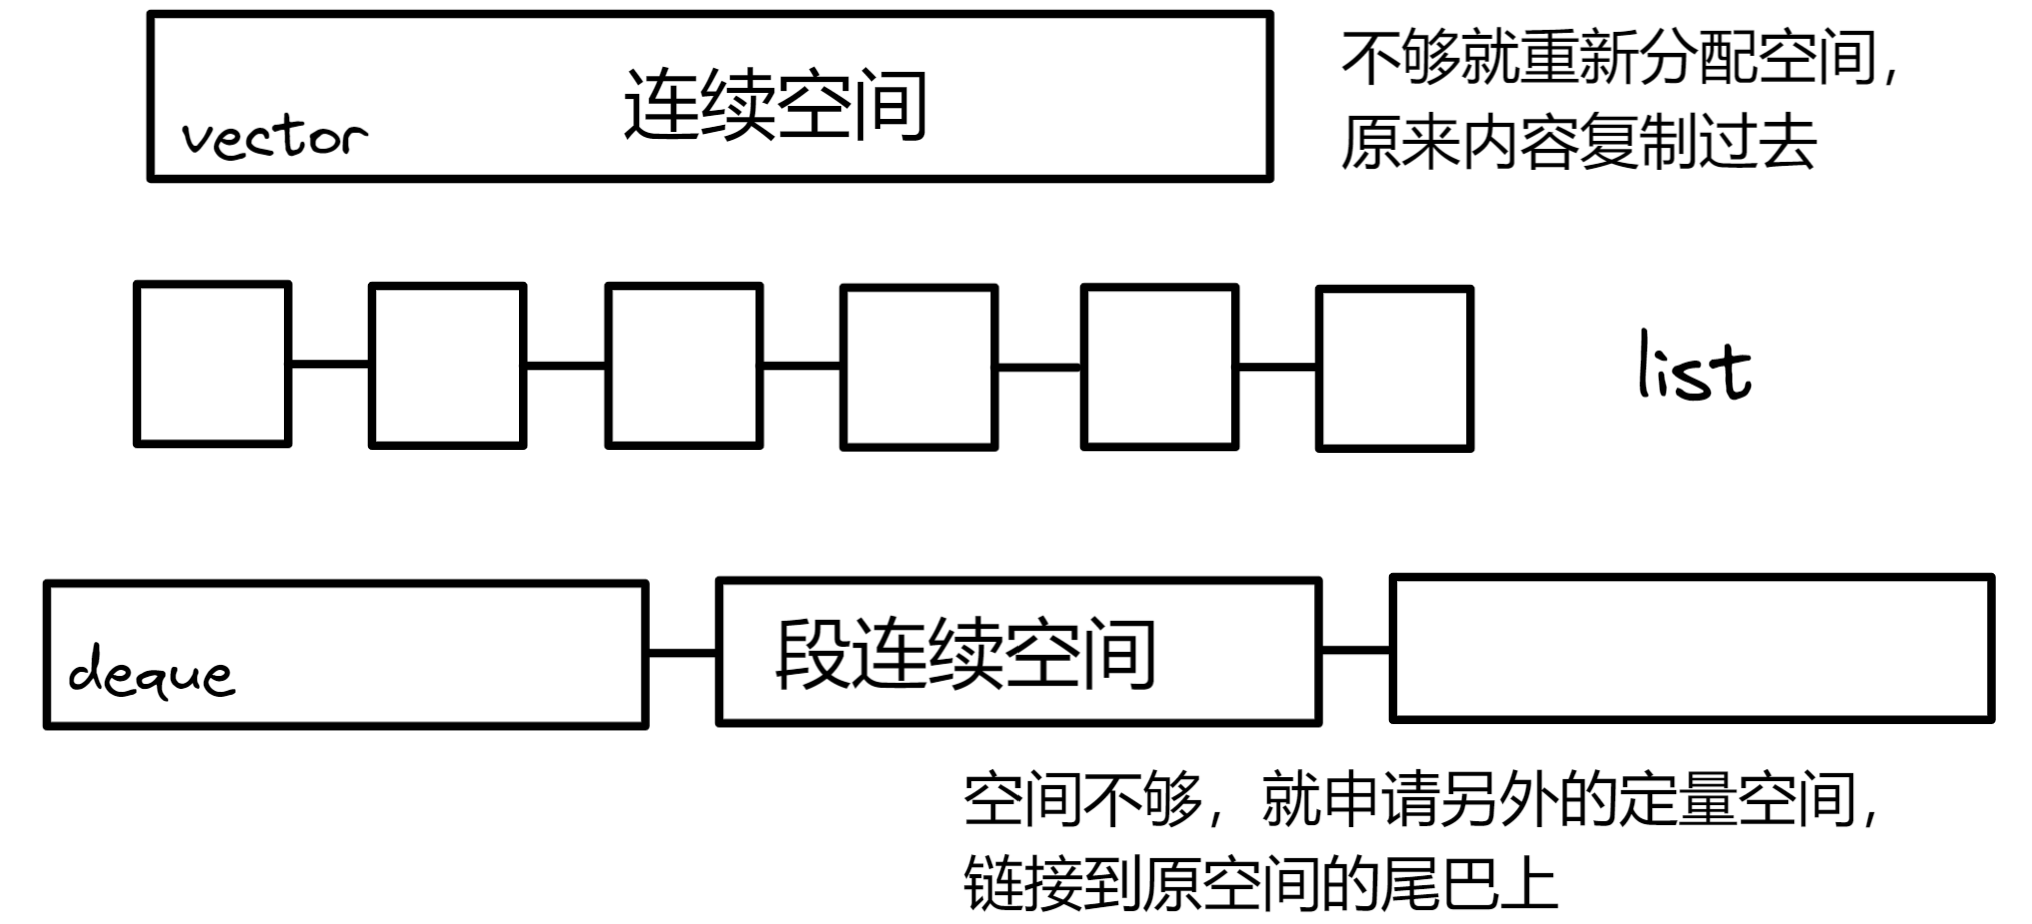 不够就重新分配空间，
连续空间
vector
原来内容复制过去
list
段连续空间
deque
空间不够，就申请另外的定量空间，
链接到原空间的尾巴上